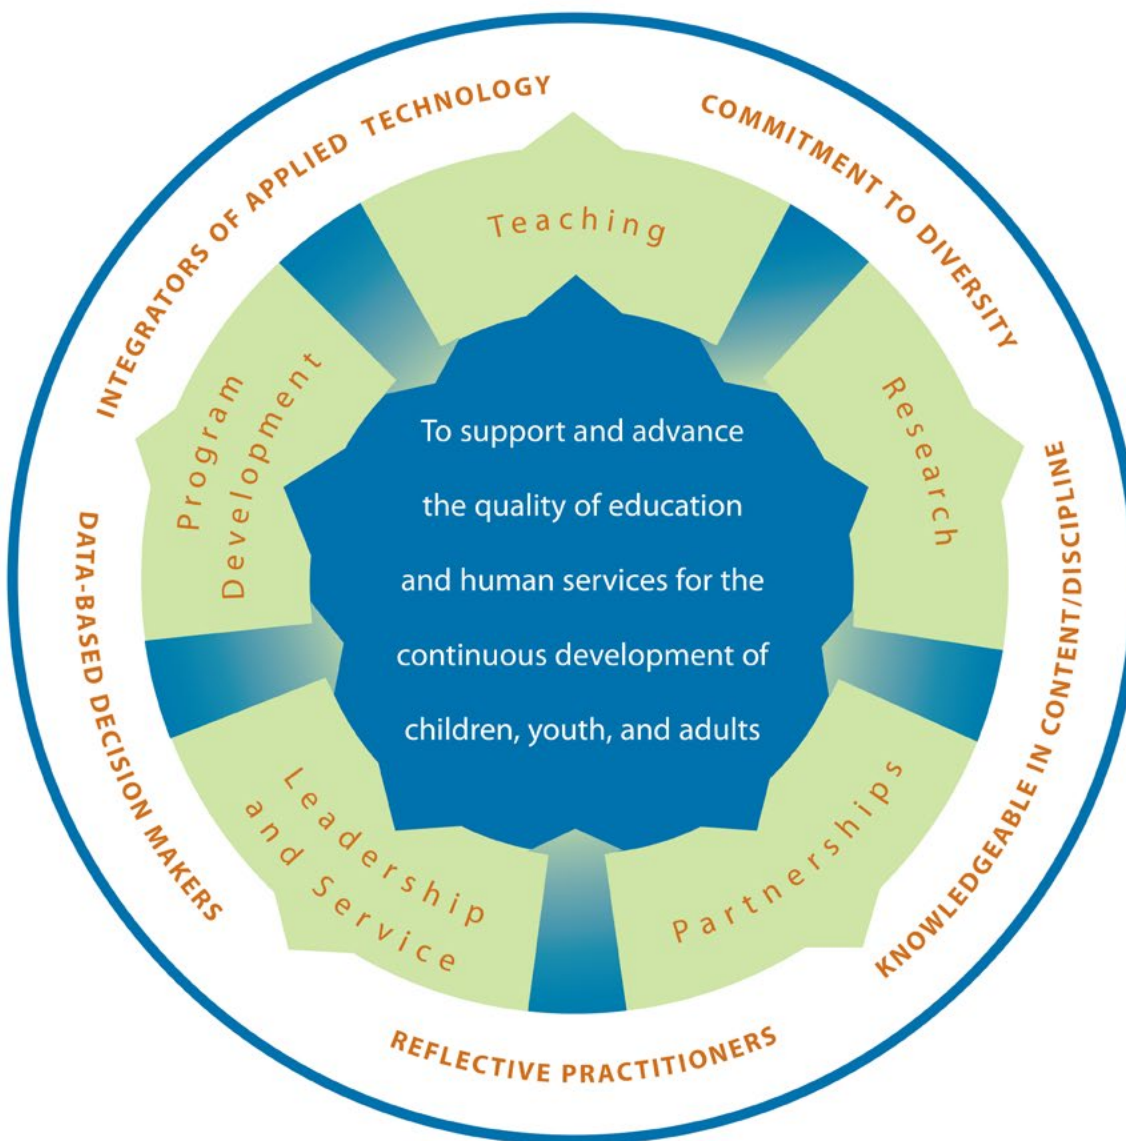 INTEGRATORS OF APPLIED TECHNOLOGY
COMMITMENT TO DIVERSITY
KNOWLEDGEABLE IN CONTENT/DISCIPLINE
REFLECTIVE PRACTITIONERS
DATA-BASED DECISION MAKERS
Teaching
Research
Partnerships
Leadership
and Service
Program
Development
To support and advance
the quality of education
and human services for the
continuous development of
children, youth, and adults